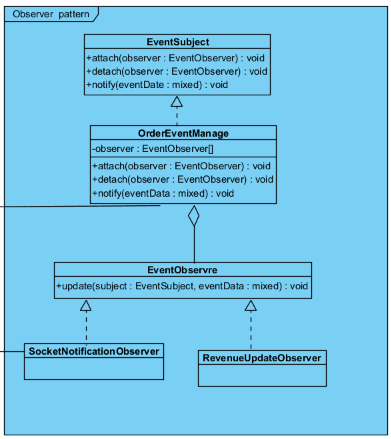 Observer pattern
EventSubject
+attach(observer : EventObserver) : void
+detach(observer : EventObserver) : void
+notify(eventDate : mixed) : void
OrderEventManage
-observer : EventObserver[]
+attach(observer : EventObserver) : void
+detach(observer : EventObserver) : void
+notify(eventData : mixed) : void
EventObservre
+update(subject : EventSubject, eventData : mixed) : void
SocketNotificationObserver
RevenueUpdateObserver